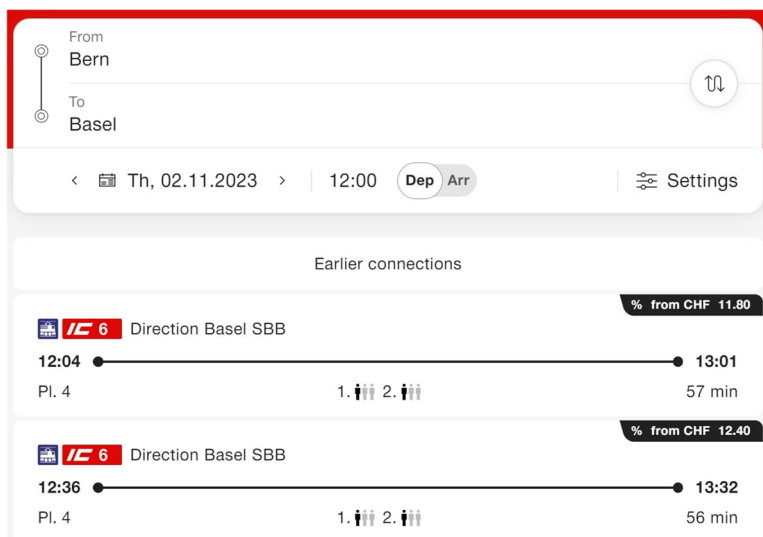 From
Bern
To
Basel
Th, 02.11.2023 12:00 Dep Arr Settings
Earlier connections
% from CHF 11.80
IC 6 Direction Basel SBB
12:04 13:01
Pl. 4 1. 2. 57 min
% from CHF 12.40
IC 6 Direction Basel SBB
12:36 13:32
Pl. 4 1. 2. 56 min